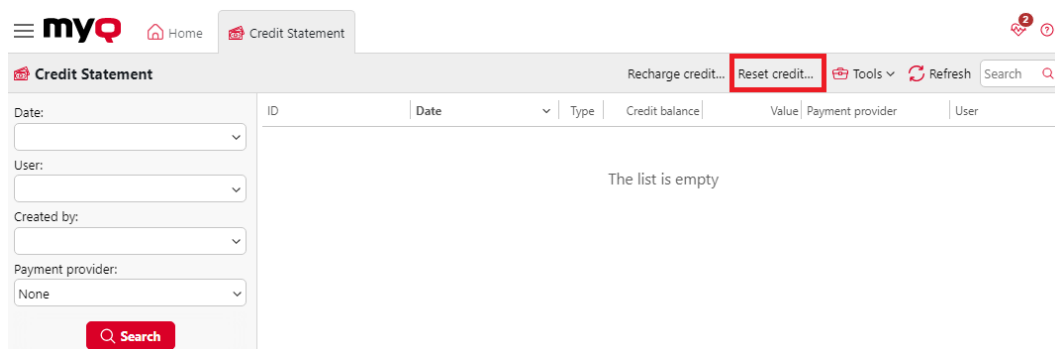 myQ Home Credit Statement 2
Credit Statement Recharge credit... Reset credit... Tools Refresh Search
Date: ID Date Type Credit balance Value Payment provider User
User:
The list is empty
Created by:
Payment provider:
None
Search